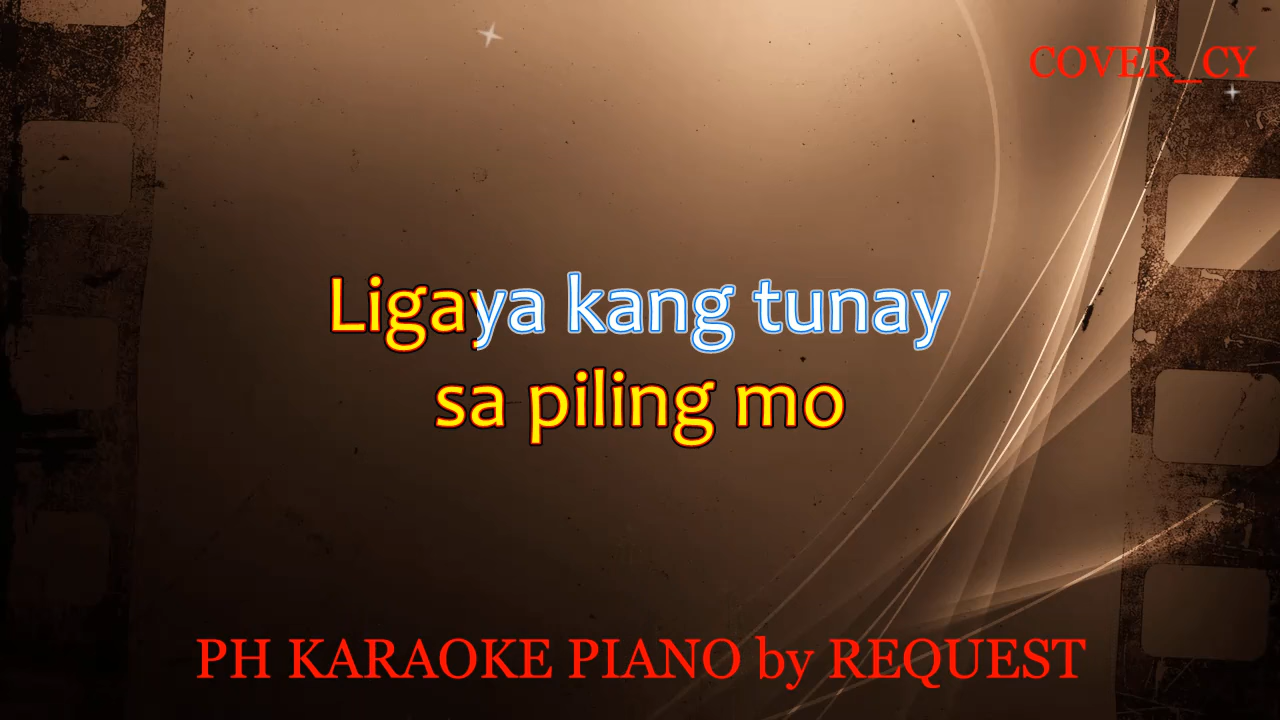 COVER_CY
Ligaya kang tunay
sa piling mo
PH KARAOKE PIANO by REQUEST